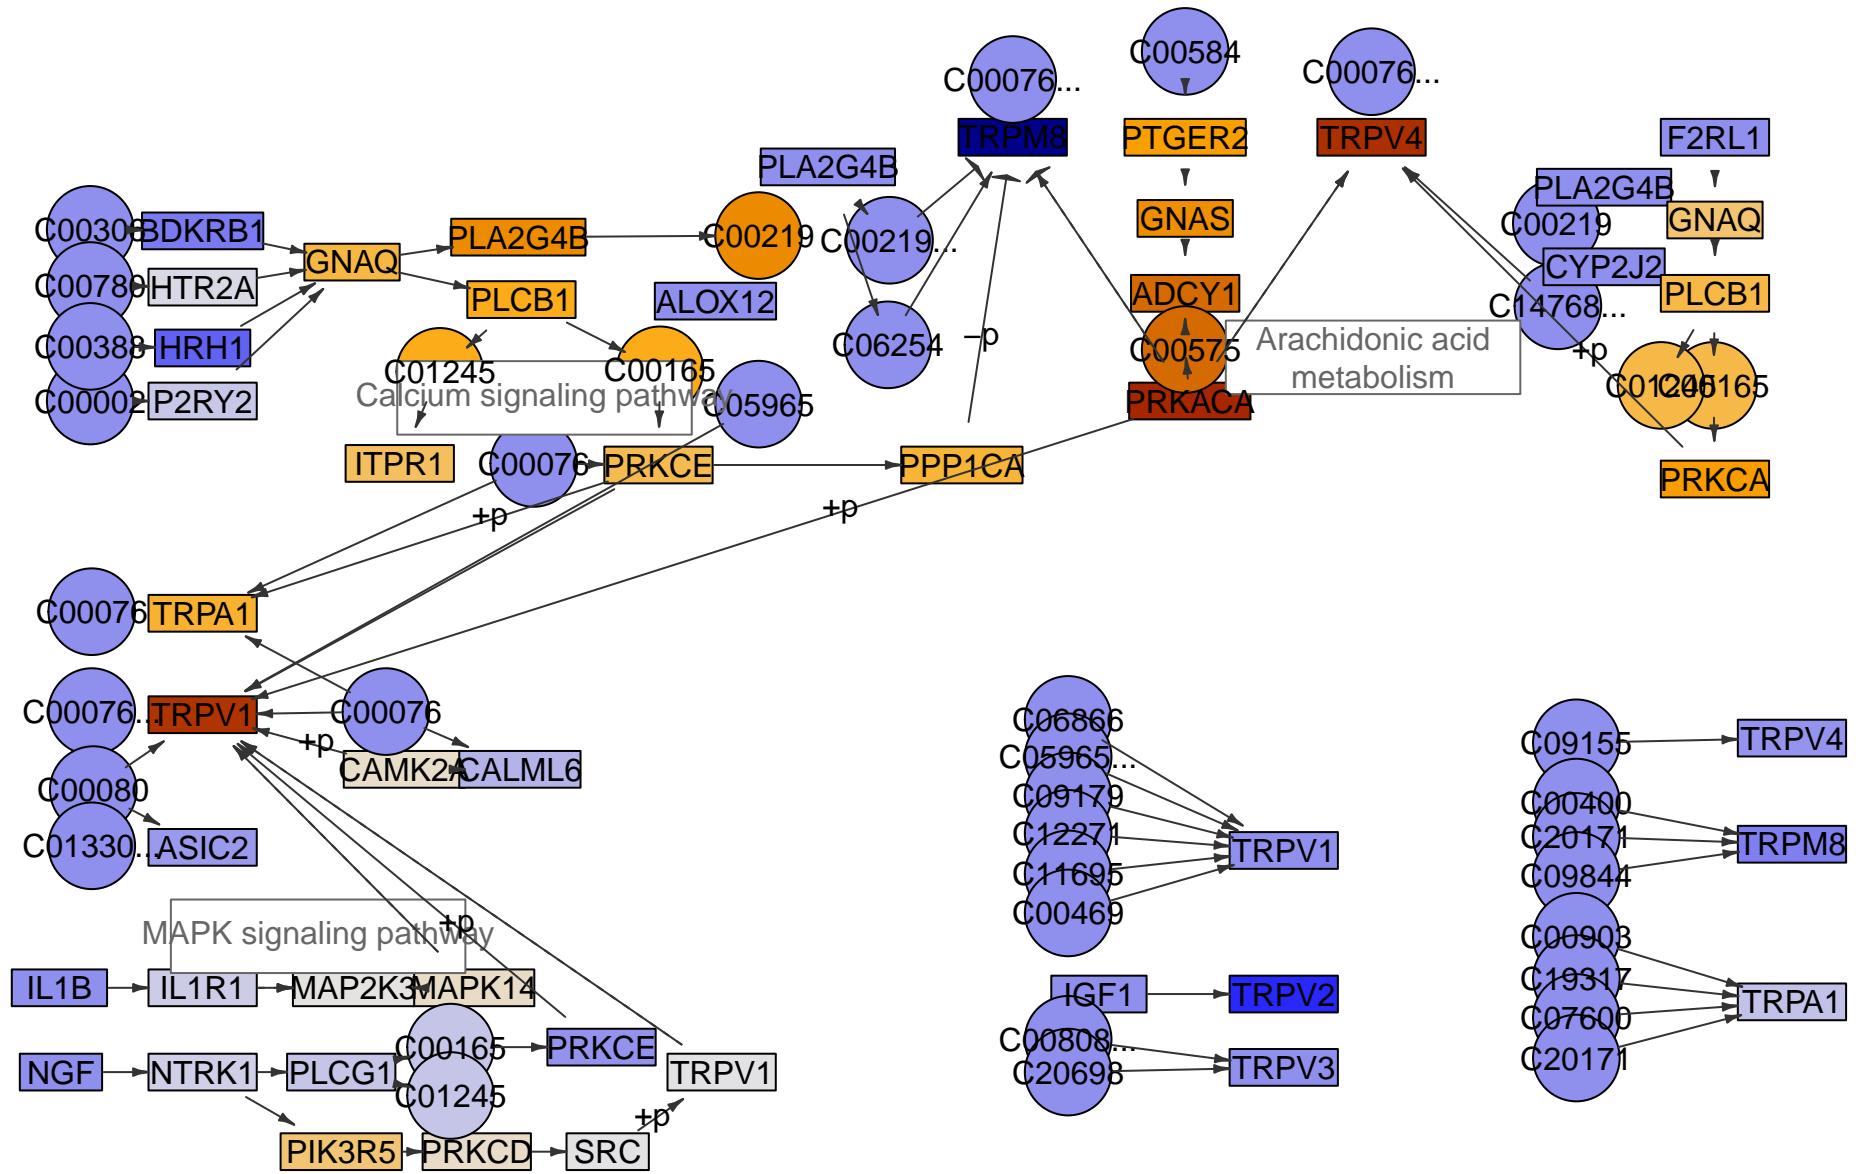 C00584
C00076...
C00076...
TRPM8
PTGER2
TRPV4
F2RL1
PLA2G4B
PLA2G4B
BDKRB1
PLA2G4B
C00219
C00219...
GNAS
C00219
GNAQ
GNAQ
CYP2J2
C00780
HTR2A
PLCB1
ALOX12
ADCY1
C14768...
PLCB1
C00388
HRH1
C06254
–p
C00575
Arachidonic acid
metabolism
+p
C01245
C00165
C00002
P2RY2
Calcium signaling pathway
C05965
PRKACA
C01245
C00165
ITPR1
C00076
PRKCE
PPP1CA
PRKCA
+p
+p
C00076
TRPA1
C00076...
TRPV1
C00076
+p
CAMK2A
CALML6
C00080
C01330...
ASIC2
C06866
C05965...
C09179
C12271
C11695
C00469
TRPV1
C09155
TRPV4
C00400
C20171
C09844
TRPM8
MAPK signaling pathway
+p
C00903
C19317
C07600
C20171
TRPA1
IL1B
IL1R1
MAP2K3
MAPK14
IGF1
TRPV2
C00165
PRKCE
C00808...
NGF
NTRK1
PLCG1
TRPV1
C20698
TRPV3
C01245
+p
PIK3R5
PRKCD
SRC